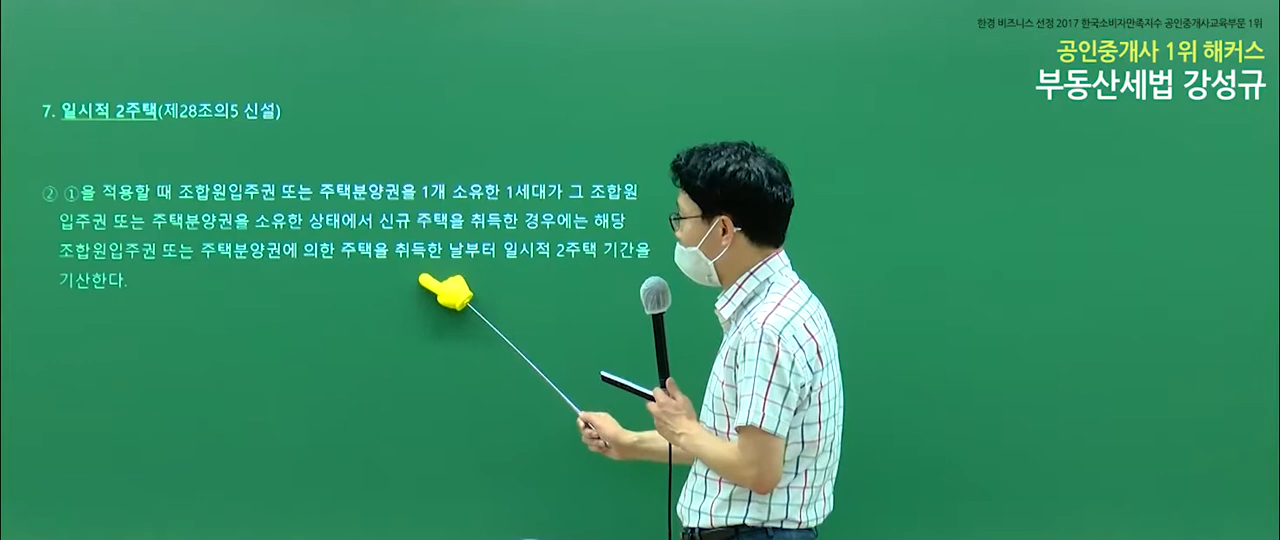 한경 비즈니스 선정 2017 한국소비자만족지수 공인중개사교육부문 1위
공인중개사 1위 해커스
부동산세법 강성규
7. 일시적 2주택(제28조의5 신설)
② ①을 적용할 때 조합원입주권 또는 주택분양권을 1개 소유한 1세대가 그 조합원
입주권 또는 주택분양권을 소유한 상태에서 신규 주택을 취득한 경우에는 해당
조합원입주권 또는 주택분양권에 의한 주택을 취득한 날부터 일시적 2주택 기간을
기산한다.